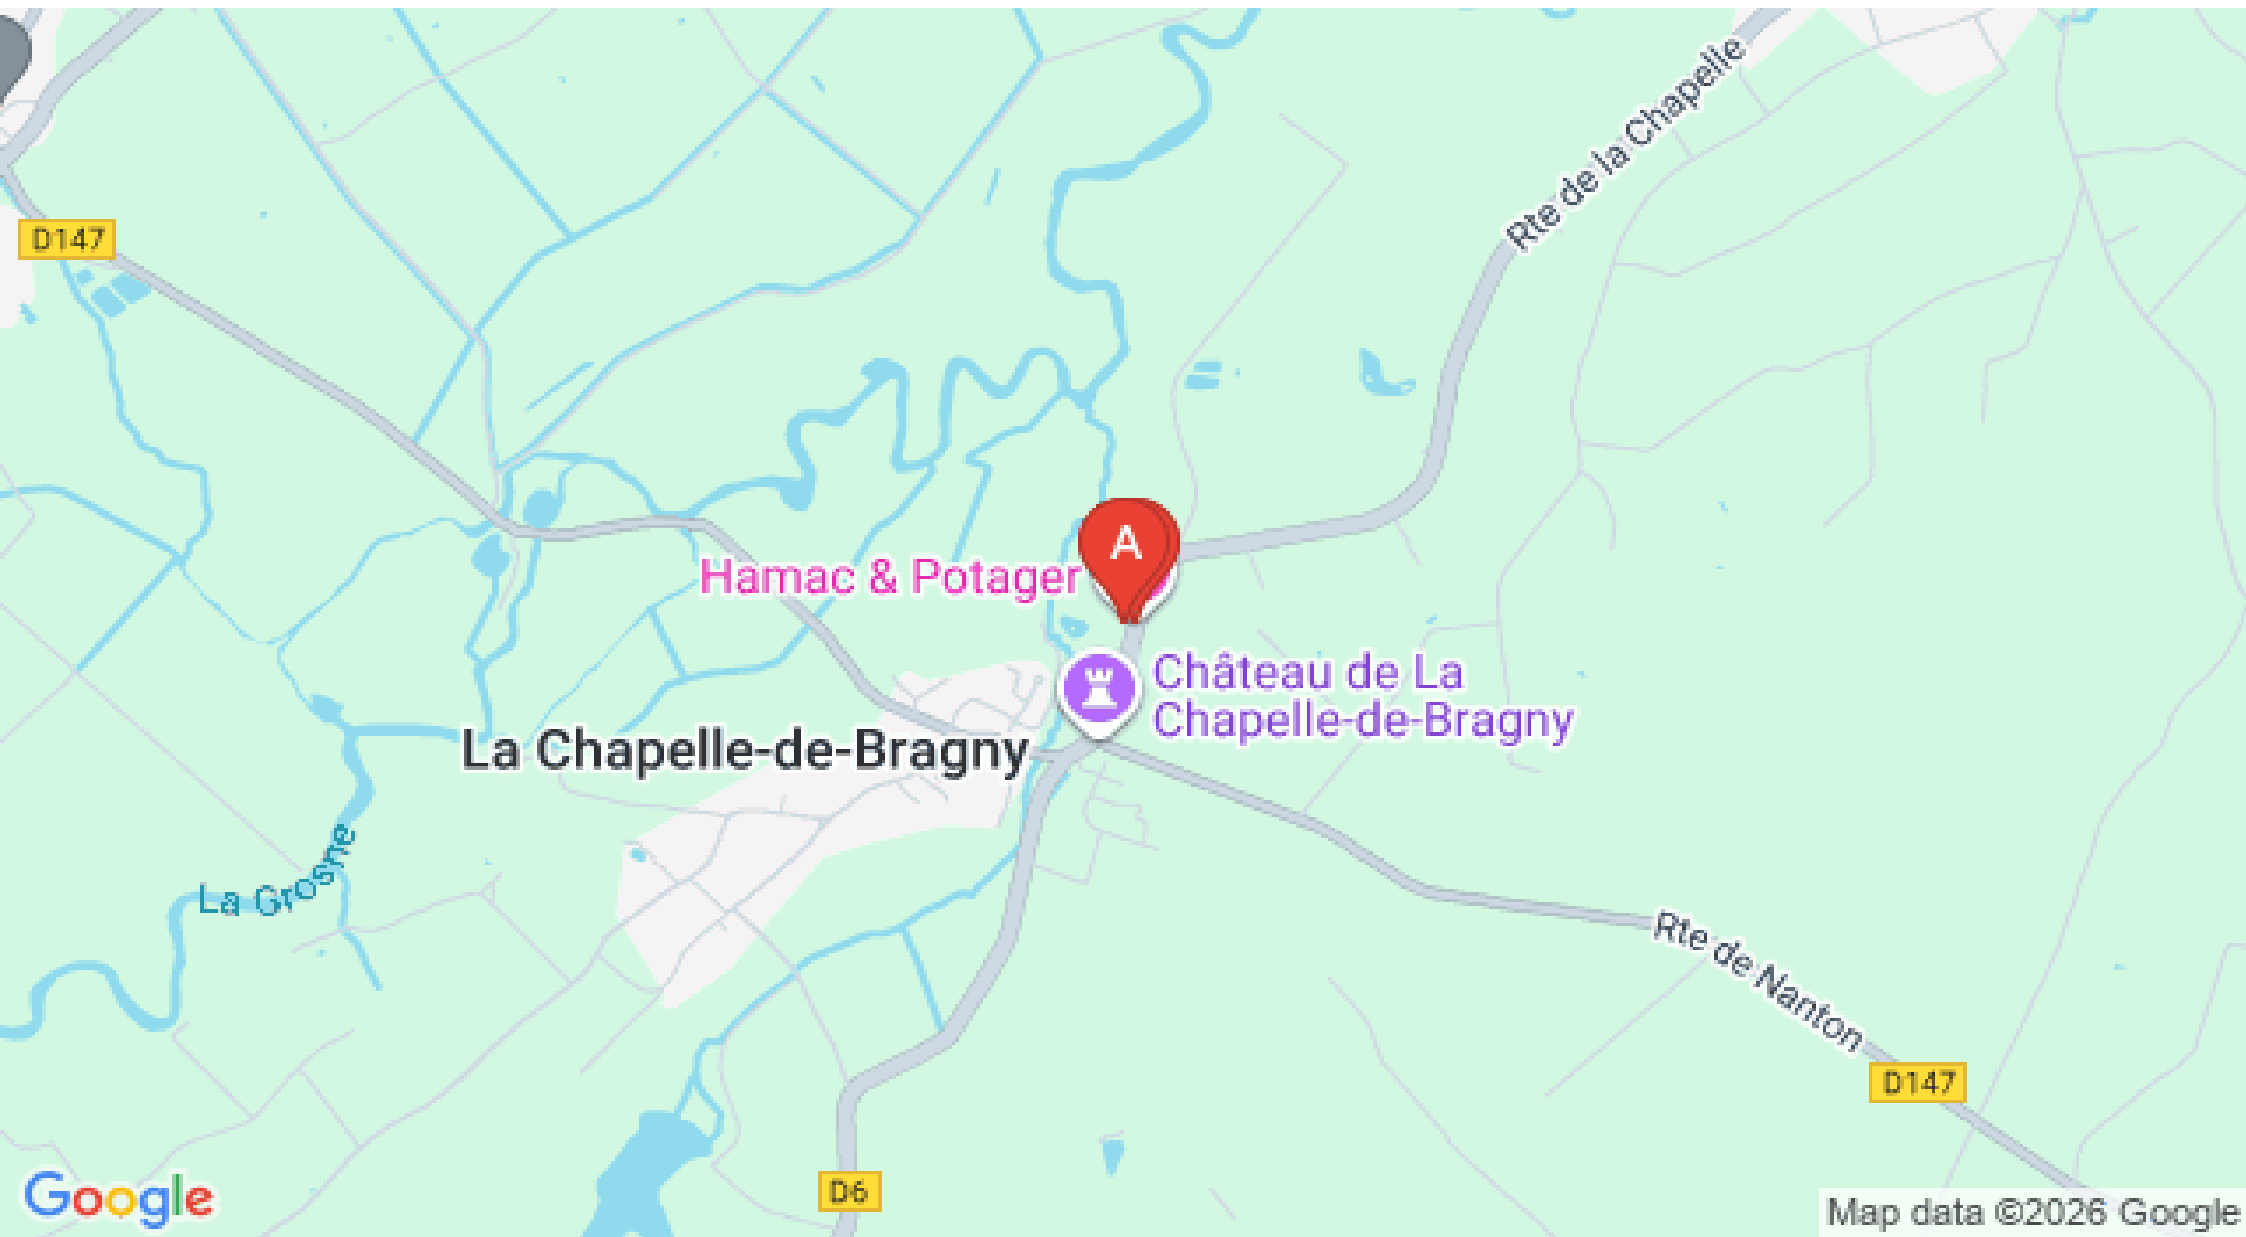 Rte de la Chapelle
D147
A
Hamac & Potager
Château de La
Chapelle-de-Bragny
La Chapelle-de-Bragny
La Grosne
Rte de Nanton
D147
D6
Google
Map data ©2026 Google